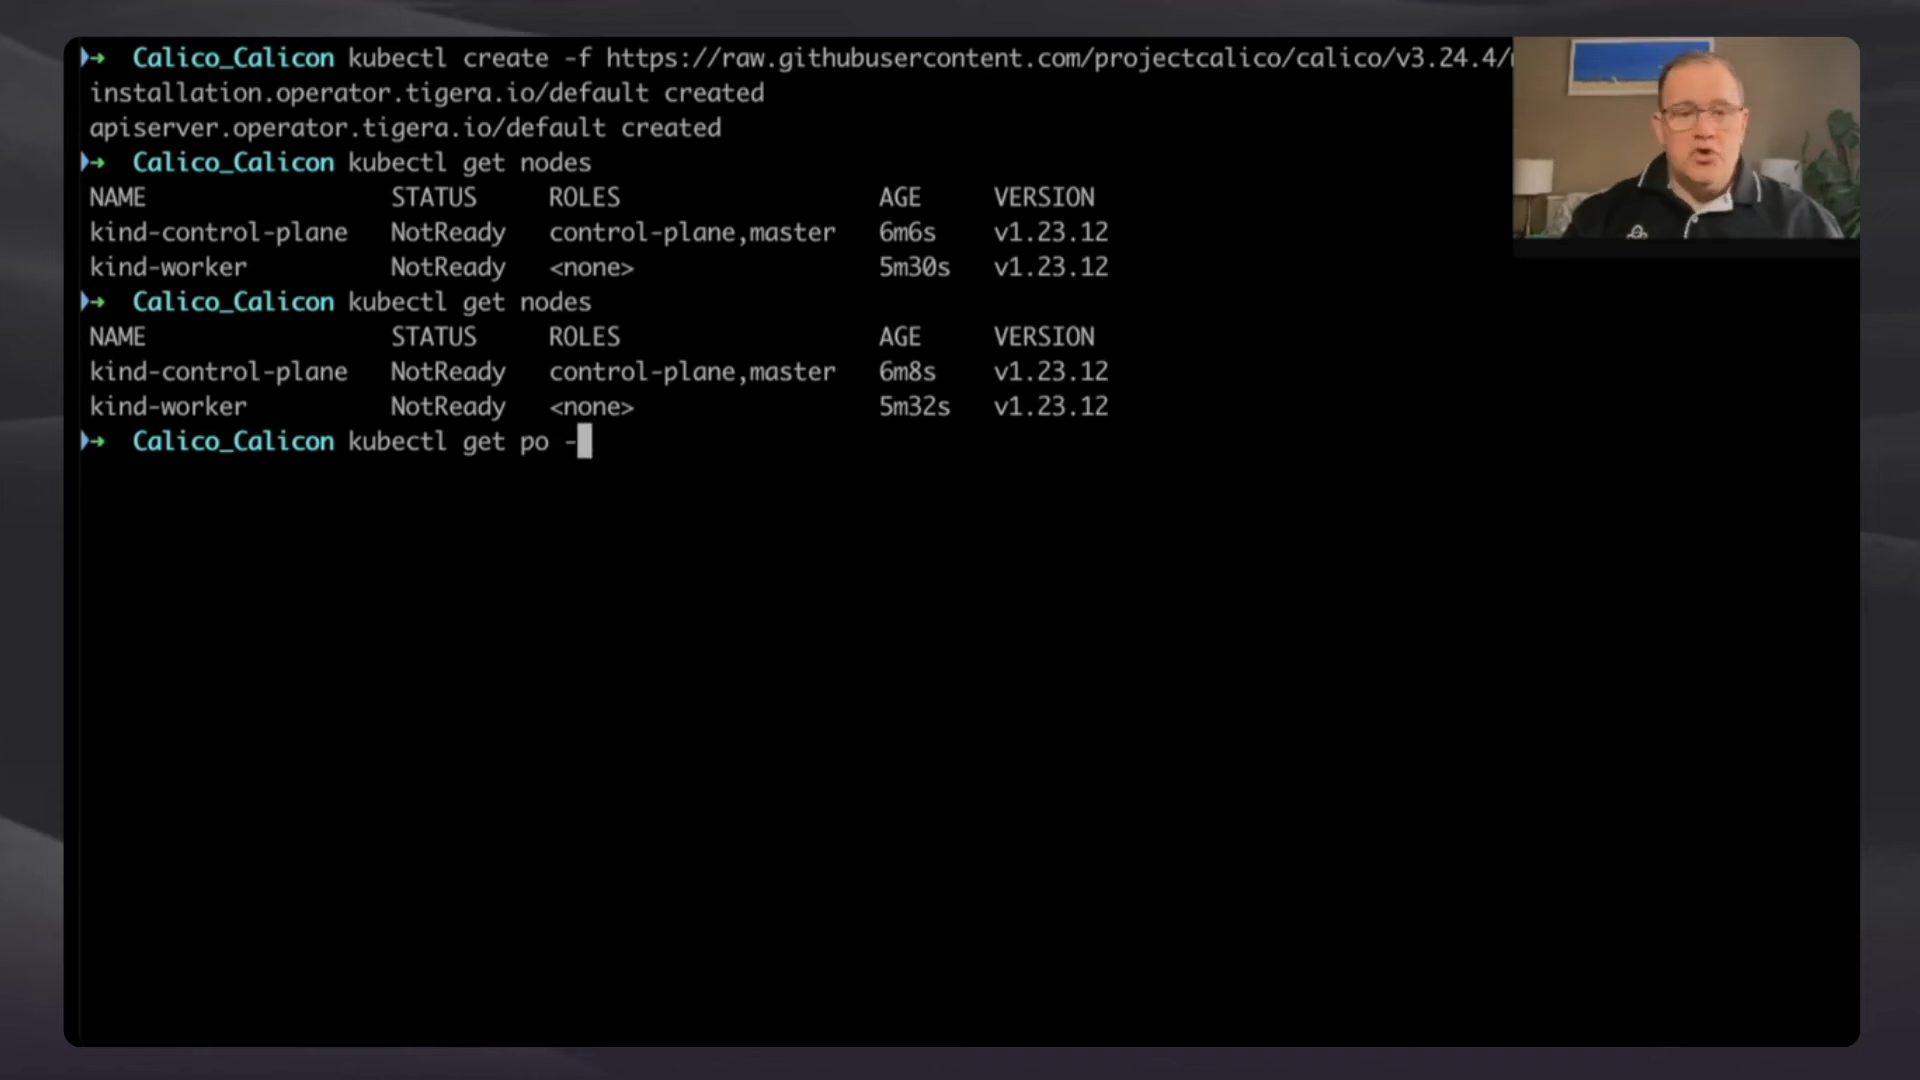 Calico_Calicon kubectl create -f https://raw.githubusercontent.com/projectcalico/calico/v3.24.4/
installation.operator.tigera.io/default created
apiserver.operator.tigera.io/default created
Calico_Calicon kubectl get nodes
NAME STATUS ROLES AGE VERSION
kind-control-plane NotReady control-plane,master 6m6s v1.23.12
kind-worker NotReady <none> 5m30s v1.23.12
Calico_Calicon kubectl get nodes
NAME STATUS ROLES AGE VERSION
kind-control-plane NotReady control-plane,master 6m8s v1.23.12
kind-worker NotReady <none> 5m32s v1.23.12
Calico_Calicon kubectl get po -